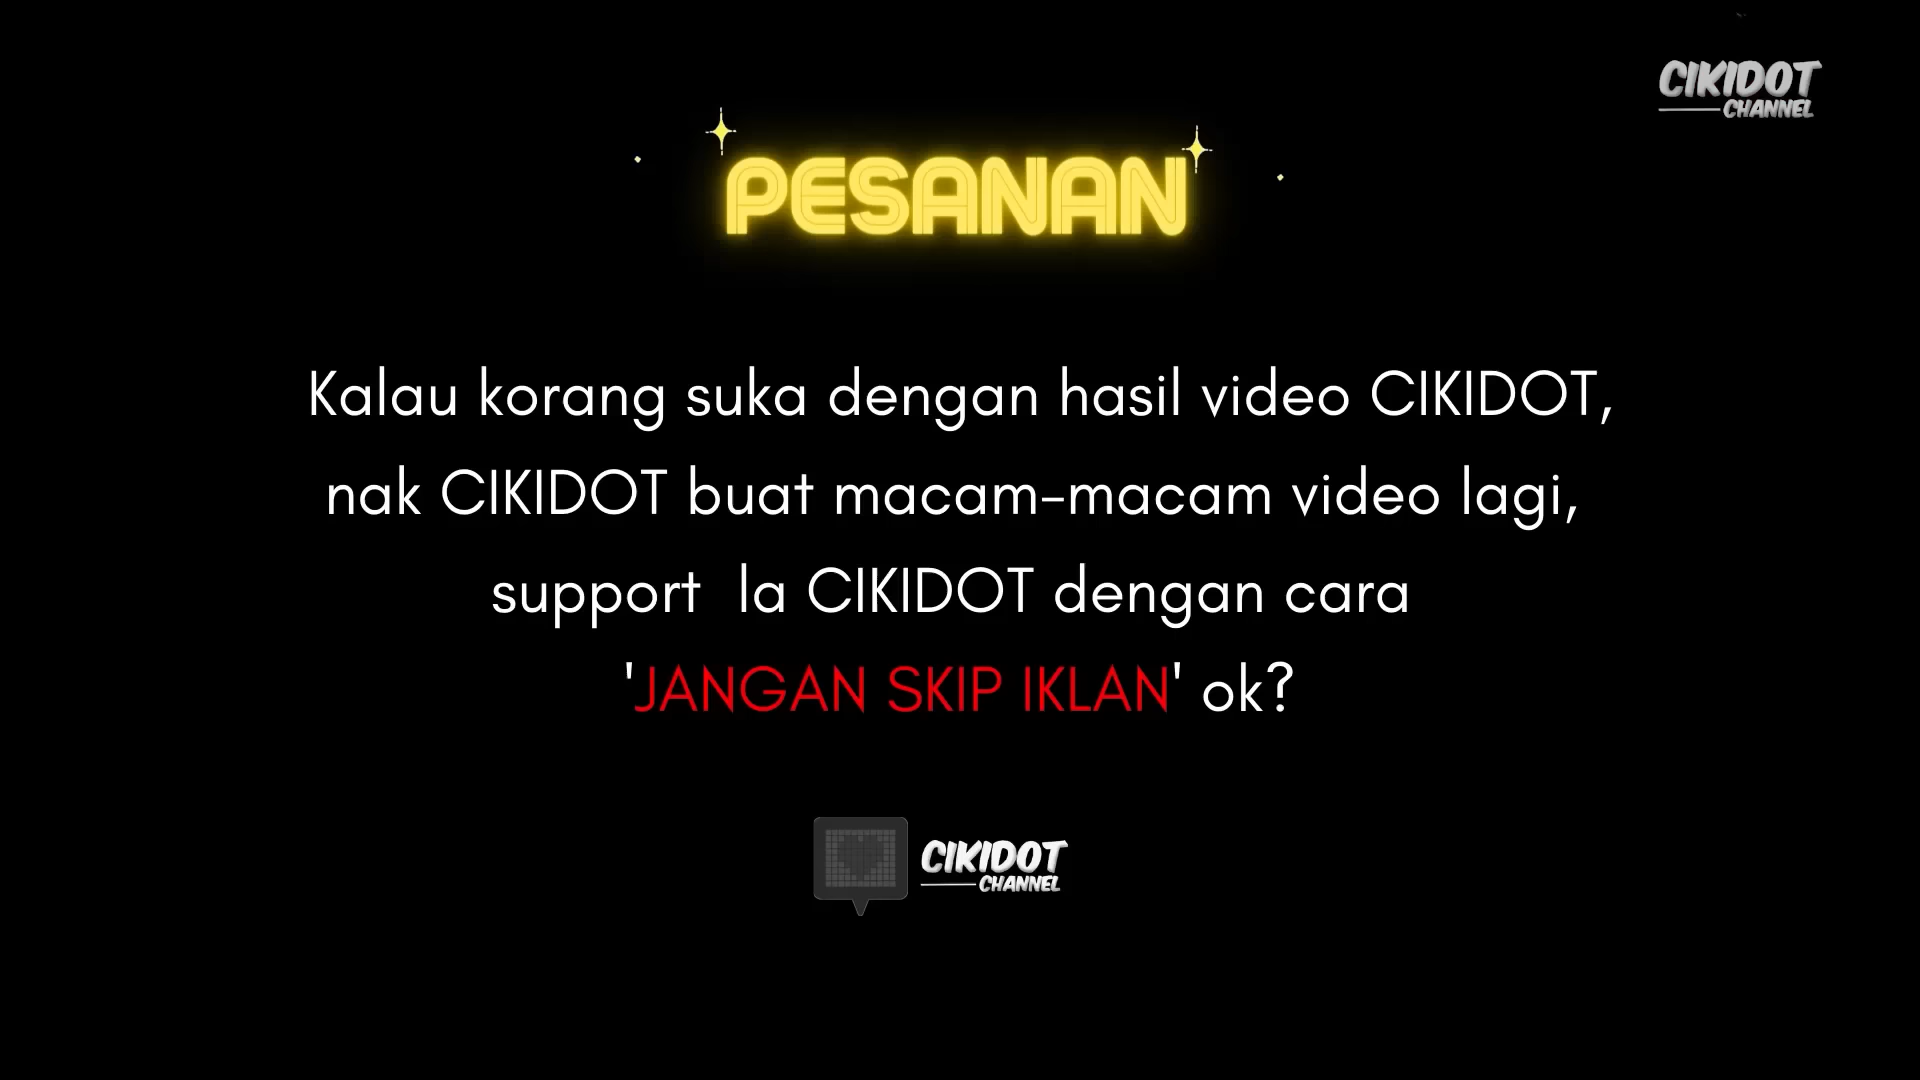 CIKIDOT
CHANNEL
PESANAN
Kalau korang suka dengan hasil video CIKIDOT,
nak CIKIDOT buat macam-macam video lagi,
support  la CIKIDOT dengan cara
'JANGAN SKIP IKLAN' ok?
CIKIDOT
CHANNEL